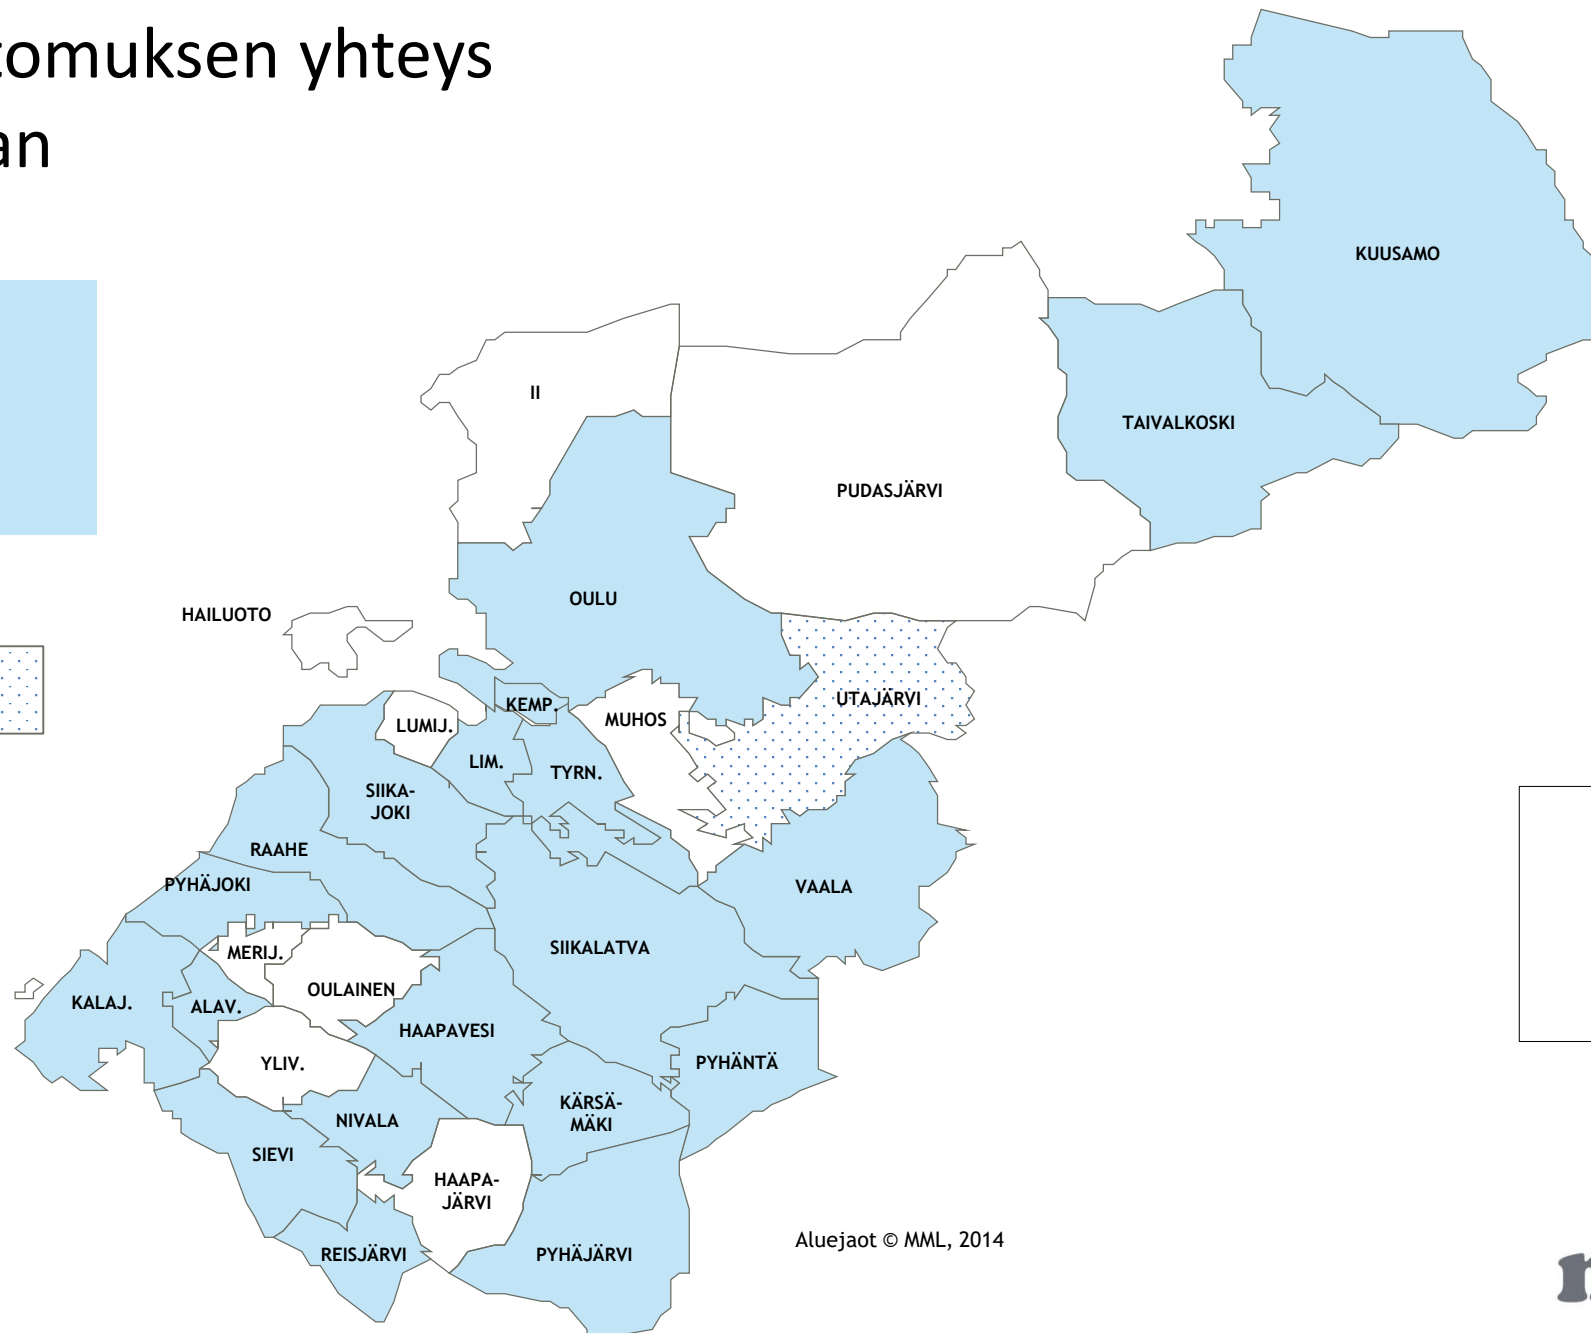 tomuksen yhteys
an
KUUSAMO
II
TAIVALKOSKI
PUDASJÄRVI
OULU
HAILUOTO
UTAJÄRVI
KEMP.
MUHOS
LUMIJ.
LIM.
TYRN.
SIIKA-
JOKI
RAAHE
PYHÄJOKI
VAALA
SIIKALATVA
MERIJ.
OULAINEN
KALAJ.
ALAV.
HAAPAVESI
YLIV.
PYHÄNTÄ
KÄRSÄ-
MÄKI
NIVALA
SIEVI
HAAPA-
JÄRVI
REISJÄRVI
PYHÄJÄRVI
Aluejaot © MML, 2014